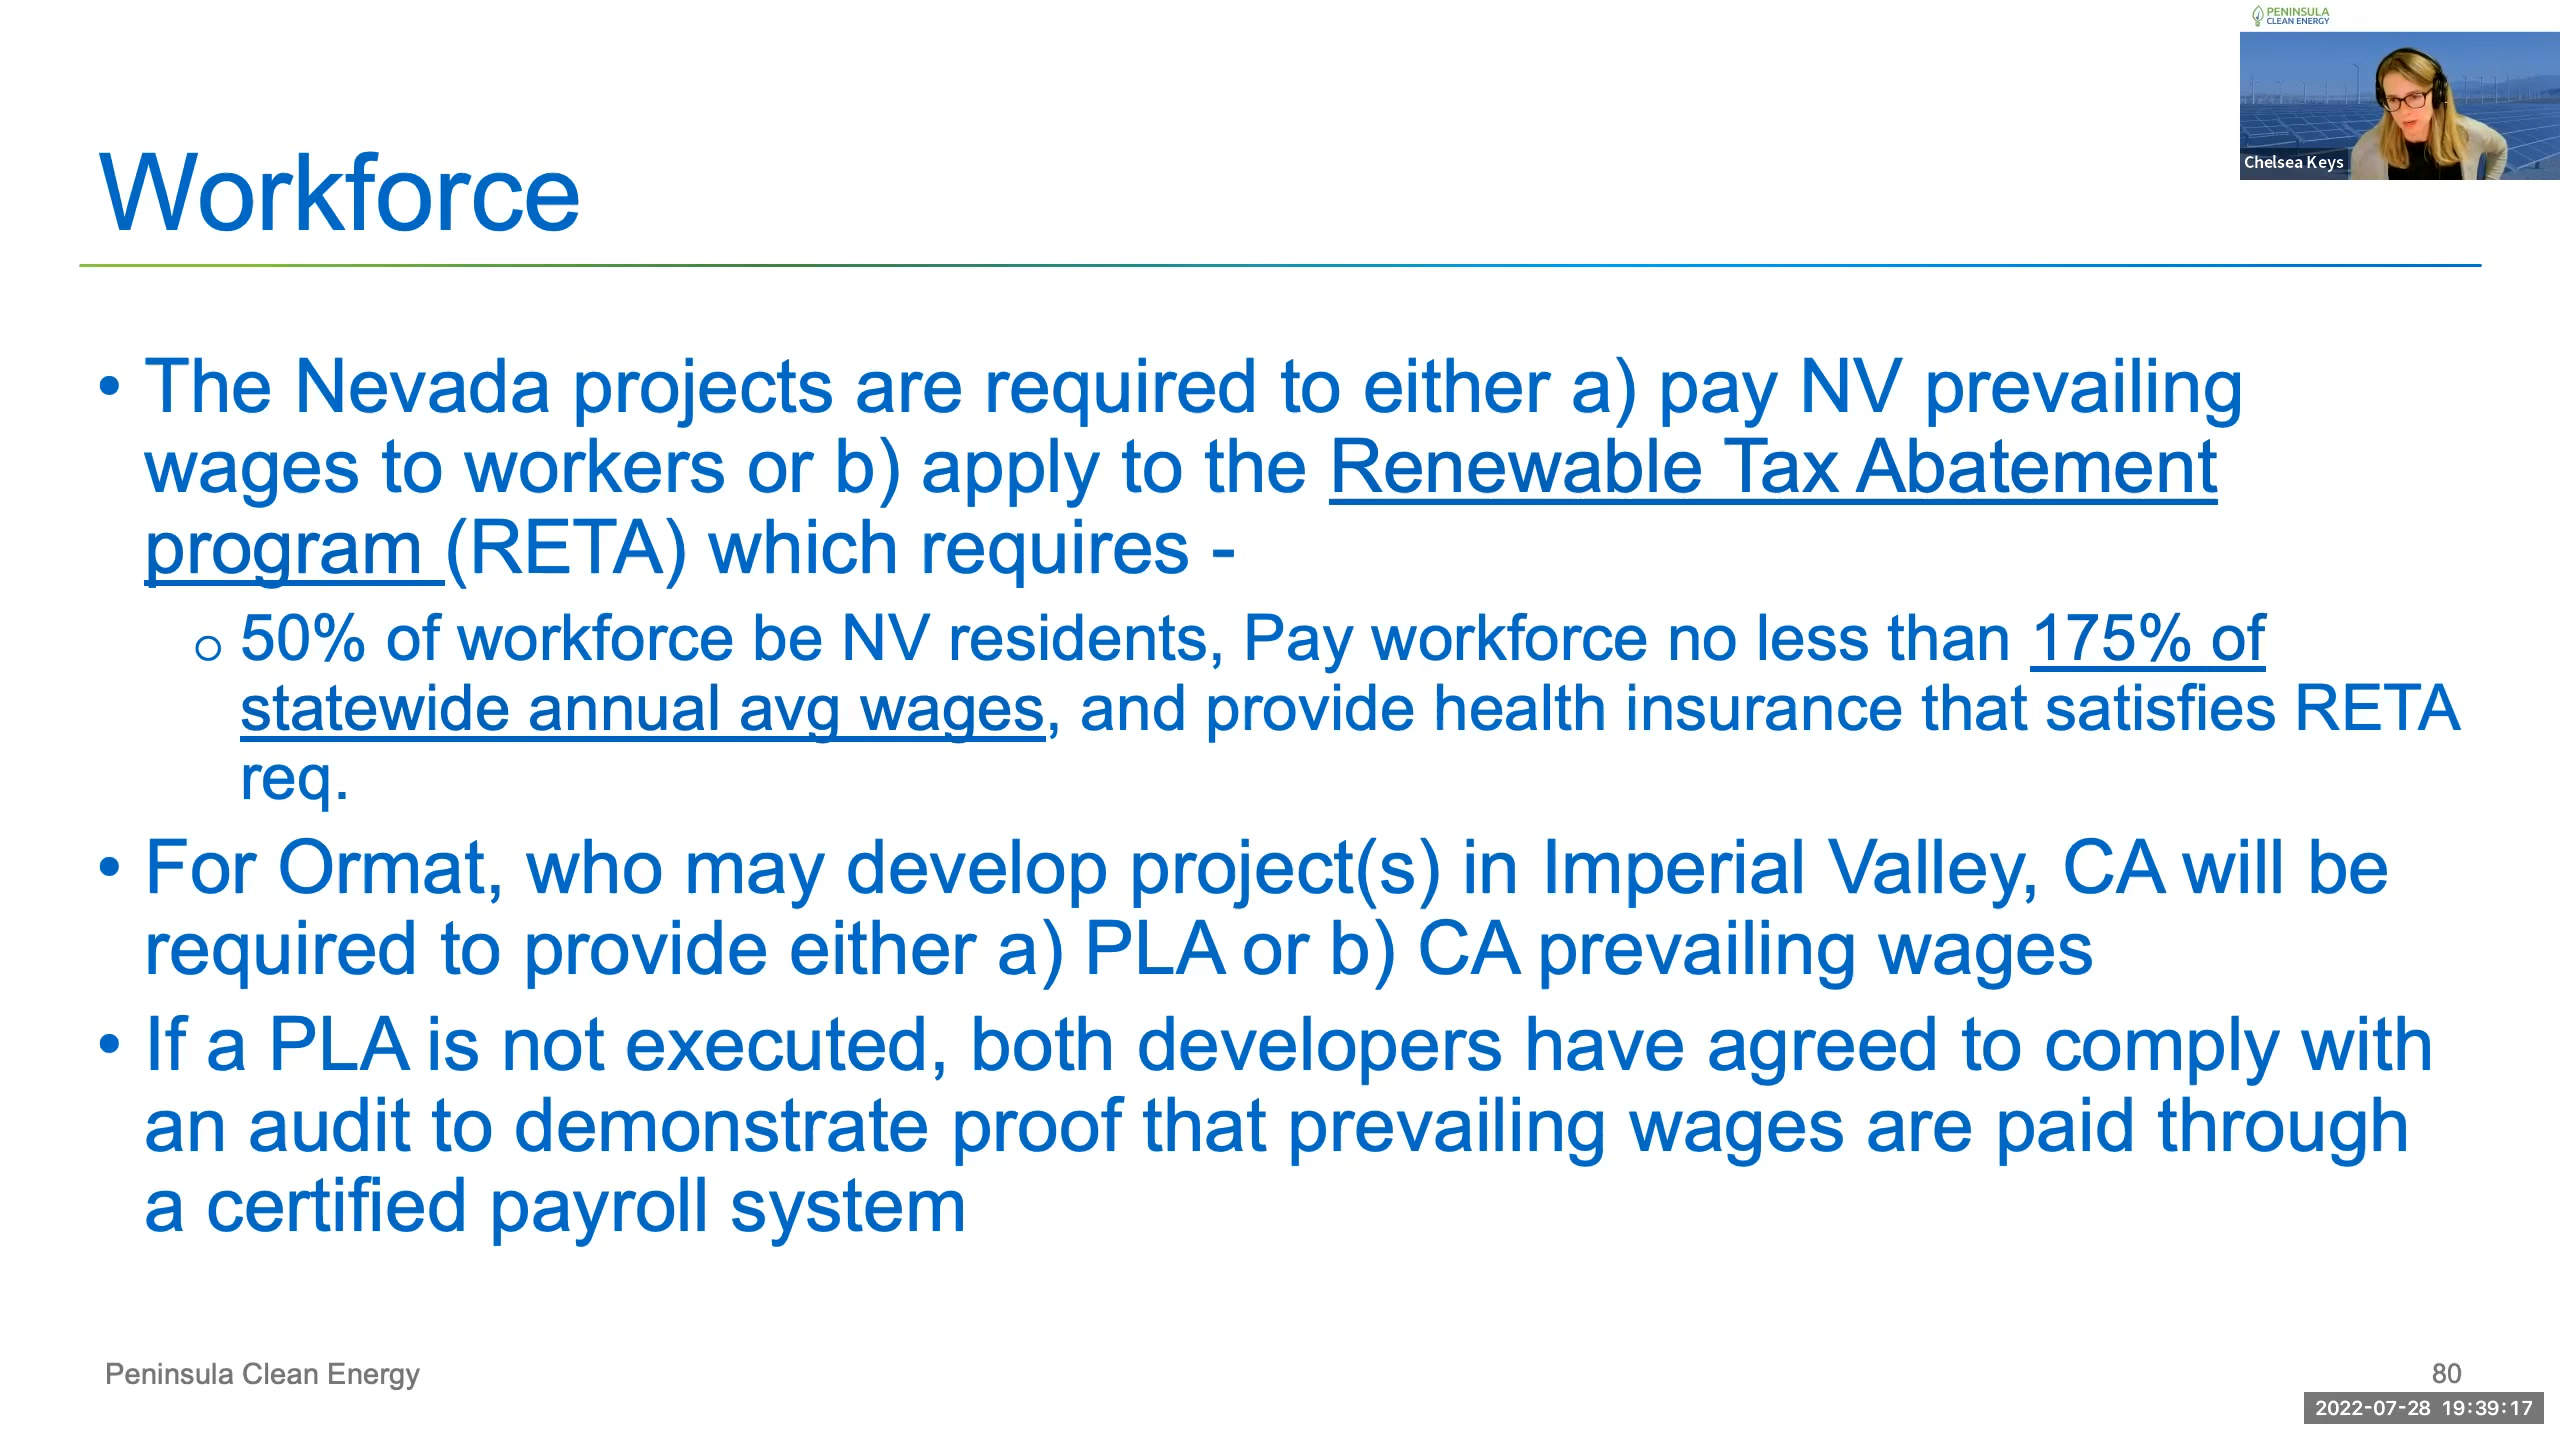 PENINSULA
CLEAN ENERGY
Chelsea Keys
Workforce
• The Nevada projects are required to either a) pay NV prevailing
wages to workers or b) apply to the Renewable Tax Abatement
program (RETA) which requires -
o 50% of workforce be NV residents, Pay workforce no less than 175% of
statewide annual avg wages, and provide health insurance that satisfies RETA
req.
• For Ormat, who may develop project(s) in Imperial Valley, CA will be
required to provide either a) PLA or b) CA prevailing wages
• If a PLA is not executed, both developers have agreed to comply with
an audit to demonstrate proof that prevailing wages are paid through
a certified payroll system
Peninsula Clean Energy
80
2022-07-28 19:39:17